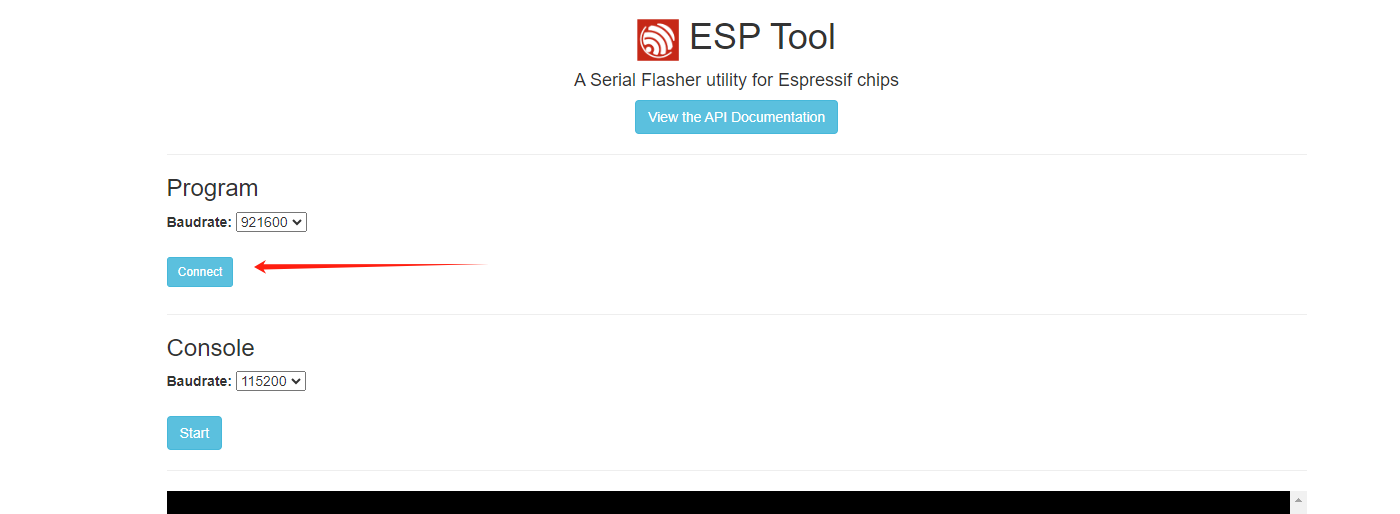 ESP Tool
A Serial Flasher utility for Espressif chips
View the API Documentation
Program
Baudrate: 921600
Connect
Console
Baudrate: 115200
Start